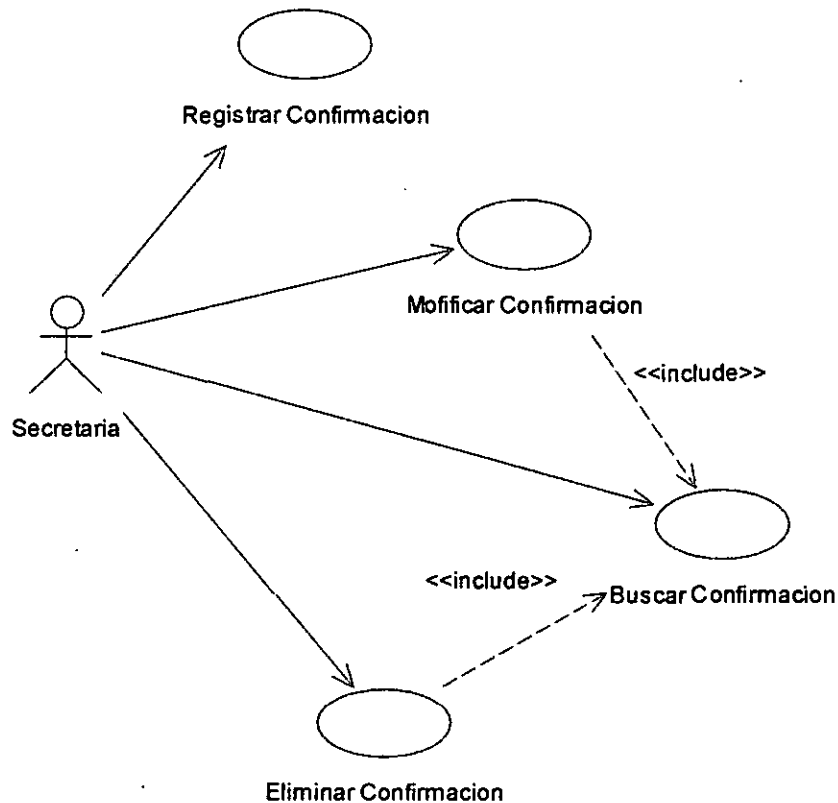 Registrar Confirmacion
Mofificar Confirmacion
<<include>>
Secretaria
<<include>>
Buscar Confirmacion
Eliminar Confirmacion